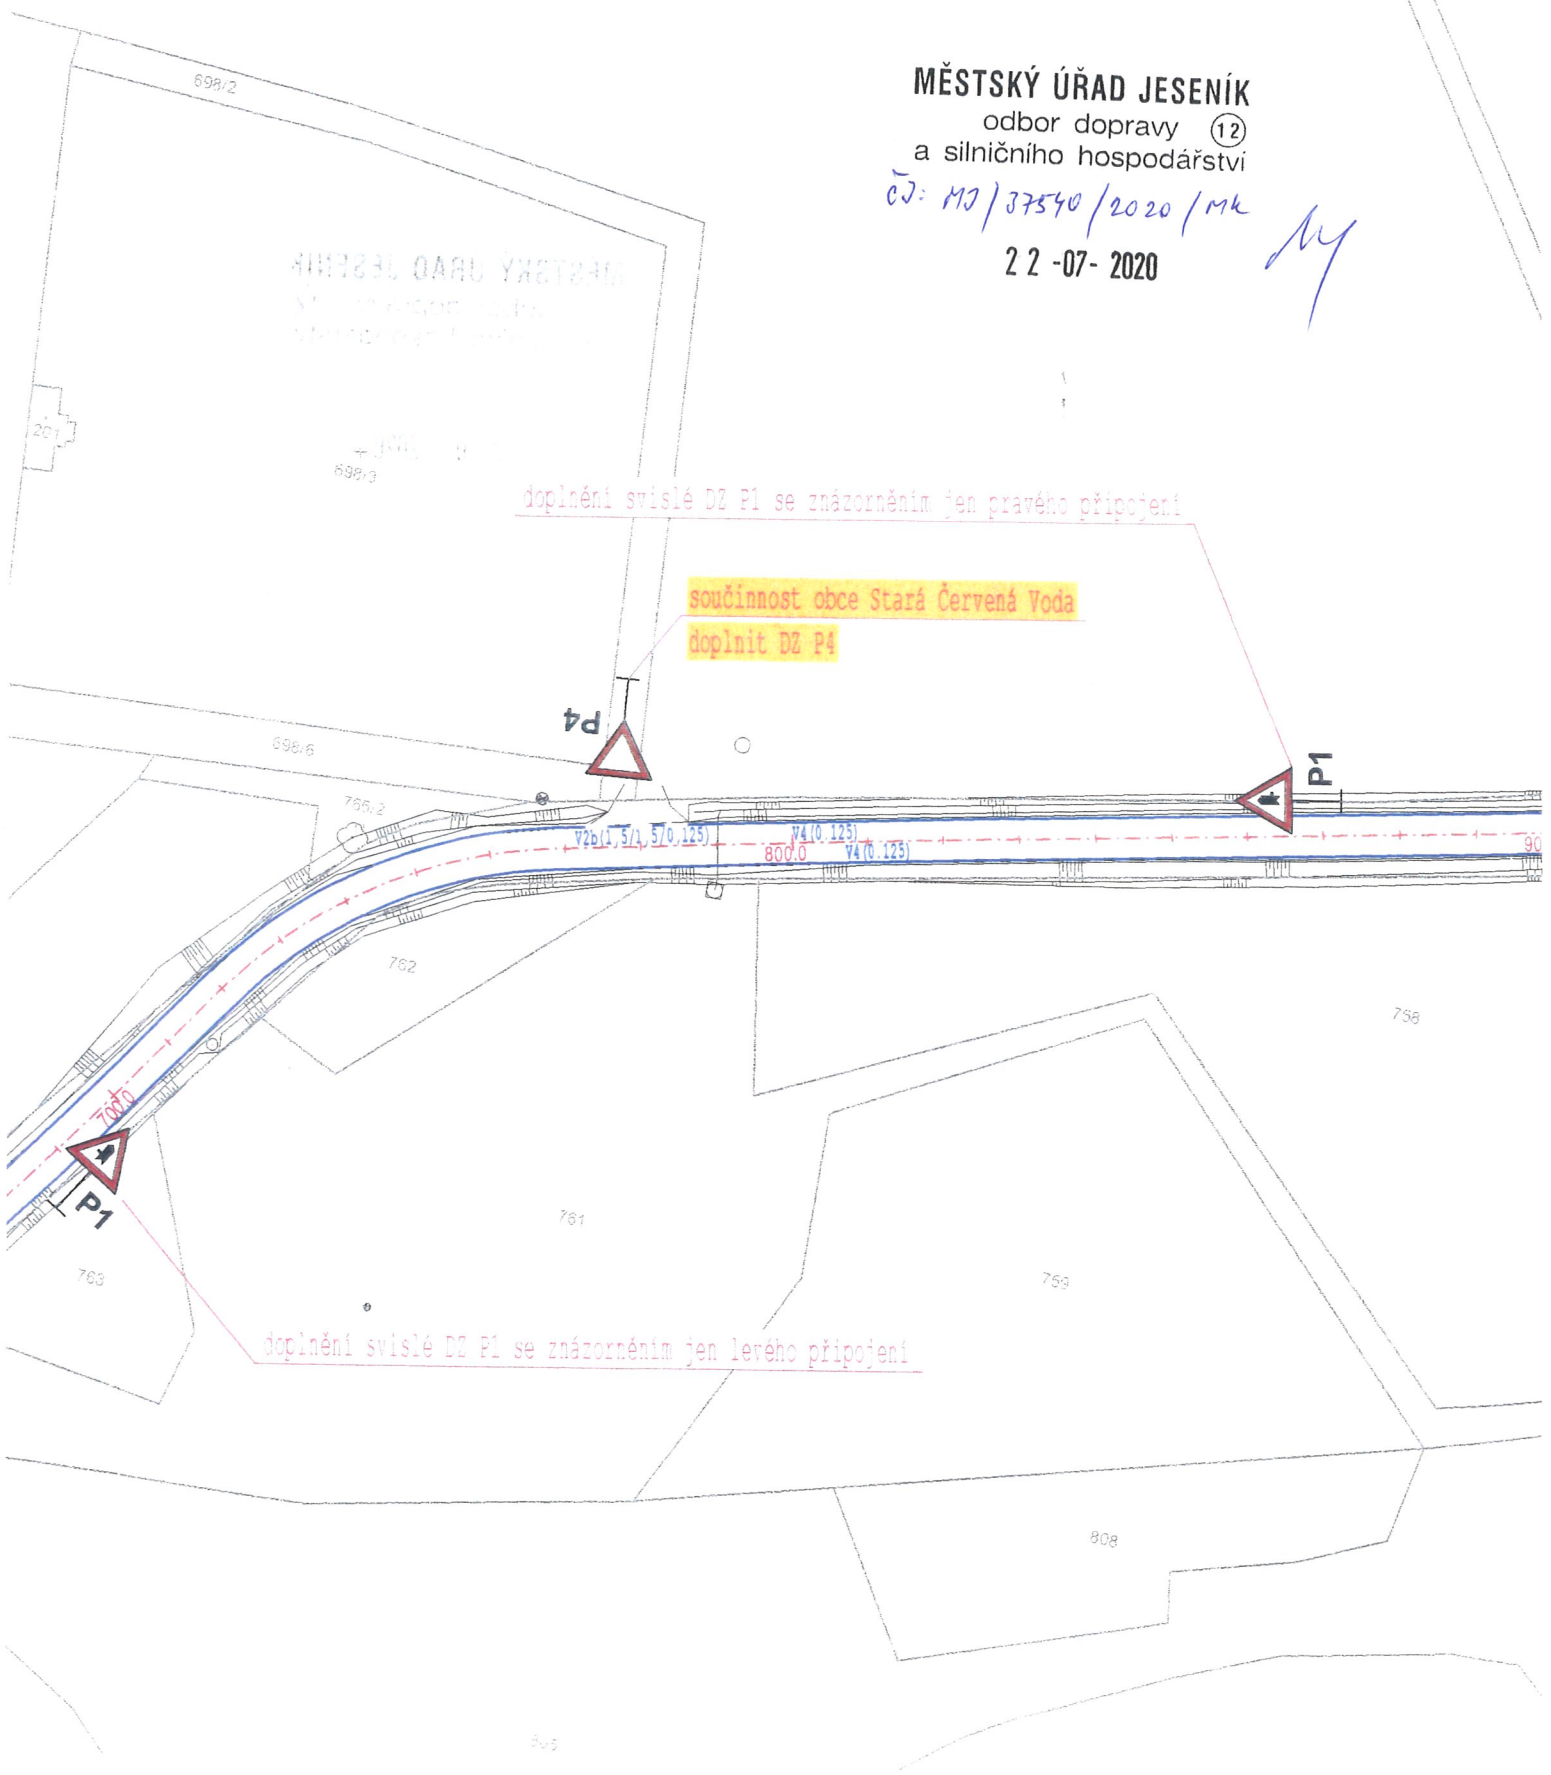 698/2
MĚSTSKÝ ÚŘAD JESENÍK
odbor dopravy 12
a silničního hospodářství
čJ: MJ/37540/2020/MK
22-07-2020
201
698/3
doplnění svislé DZ P1 se znázorněním jen pravého připojení
součinnost obce Stará Červená Voda
doplnit DZ P4
P4
698/6
P1
765/2
V2b(1,5/1,5/0,125)
V4(0.125)
800.0
V4(0.125)
90
762
758
700.0
P1
761
763
759
doplnění svislé DZ P1 se znázorněním jen levého připojení
808